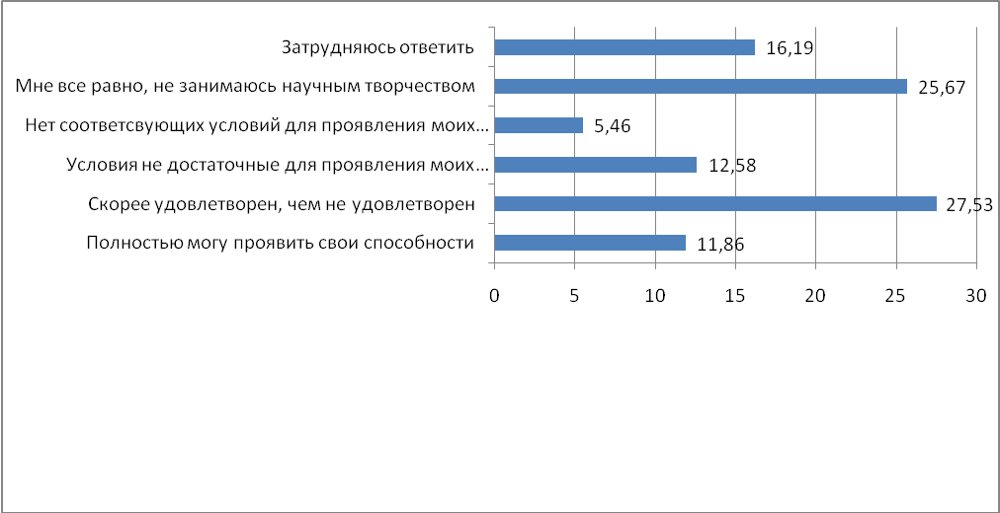 Затрудняюсь ответить
16,19
Мне все равно, не занимаюсь научным творчеством
25,67
Нет соответсвующих условий для проявления моих...
5,46
Условия не достаточные для проявления моих...
12,58
Скорее удовлетворен, чем не удовлетворен
27,53
Полностью могу проявить свои способности
11,86
0 5 10 15 20 25 30